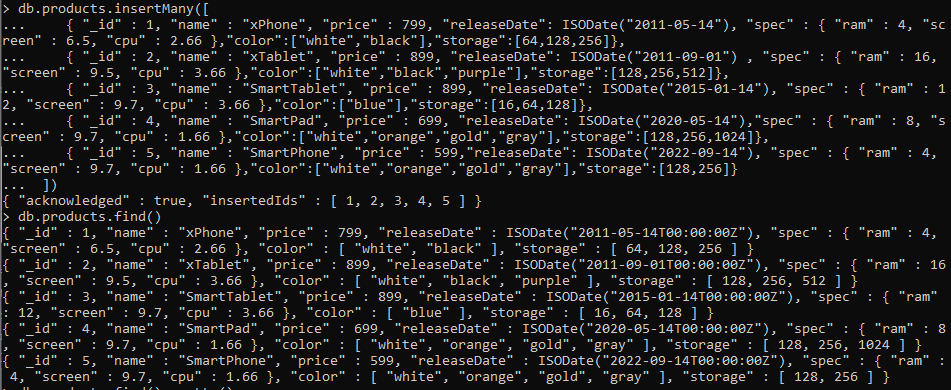 > db.products.insertMany([
...     { "_id" : 1, "name" : "xPhone", "price" : 799, "releaseDate": ISODate("2011-05-14"), "spec" : { "ram" : 4, "sc
reen" : 6.5, "cpu" : 2.66 },"color":["white","black"],"storage":[64,128,256]},
...     { "_id" : 2, "name" : "xTablet", "price" : 899, "releaseDate": ISODate("2011-09-01") , "spec" : { "ram" : 16,
"screen" : 9.5, "cpu" : 3.66 },"color":["white","black","purple"],"storage":[128,256,512]},
...     { "_id" : 3, "name" : "SmartTablet", "price" : 899, "releaseDate": ISODate("2015-01-14"), "spec" : { "ram" : 1
2, "screen" : 9.7, "cpu" : 3.66 },"color":["blue"],"storage":[16,64,128]},
...     { "_id" : 4, "name" : "SmartPad", "price" : 699, "releaseDate": ISODate("2020-05-14"),"spec" : { "ram" : 8, "sc
reen" : 9.7, "cpu" : 1.66 },"color":["white","orange","gold","gray"],"storage":[128,256,1024]},
...     { "_id" : 5, "name" : "SmartPhone", "price" : 599,"releaseDate": ISODate("2022-09-14"), "spec" : { "ram" : 4,
"screen" : 9.7, "cpu" : 1.66 },"color":["white","orange","gold","gray"],"storage":[128,256]}
...  ])
{ "acknowledged" : true, "insertedIds" : [ 1, 2, 3, 4, 5 ] }
> db.products.find()
{ "_id" : 1, "name" : "xPhone", "price" : 799, "releaseDate" : ISODate("2011-05-14T00:00:00Z"), "spec" : { "ram" : 4,
"screen" : 6.5, "cpu" : 2.66 }, "color" : [ "white", "black" ], "storage" : [ 64, 128, 256 ] }
{ "_id" : 2, "name" : "xTablet", "price" : 899, "releaseDate" : ISODate("2011-09-01T00:00:00Z"), "spec" : { "ram" : 16
, "screen" : 9.5, "cpu" : 3.66 }, "color" : [ "white", "black", "purple" ], "storage" : [ 128, 256, 512 ] }
{ "_id" : 3, "name" : "SmartTablet", "price" : 899, "releaseDate" : ISODate("2015-01-14T00:00:00Z"), "spec" : { "ram"
: 12, "screen" : 9.7, "cpu" : 3.66 }, "color" : [ "blue" ], "storage" : [ 16, 64, 128 ] }
{ "_id" : 4, "name" : "SmartPad", "price" : 699, "releaseDate" : ISODate("2020-05-14T00:00:00Z"), "spec" : { "ram" : 8
, "screen" : 9.7, "cpu" : 1.66 }, "color" : [ "white", "orange", "gold", "gray" ], "storage" : [ 128, 256, 1024 ] }
{ "_id" : 5, "name" : "SmartPhone", "price" : 599, "releaseDate" : ISODate("2022-09-14T00:00:00Z"), "spec" : { "ram" :
4, "screen" : 9.7, "cpu" : 1.66 }, "color" : [ "white", "orange", "gold", "gray" ], "storage" : [ 128, 256 ] }